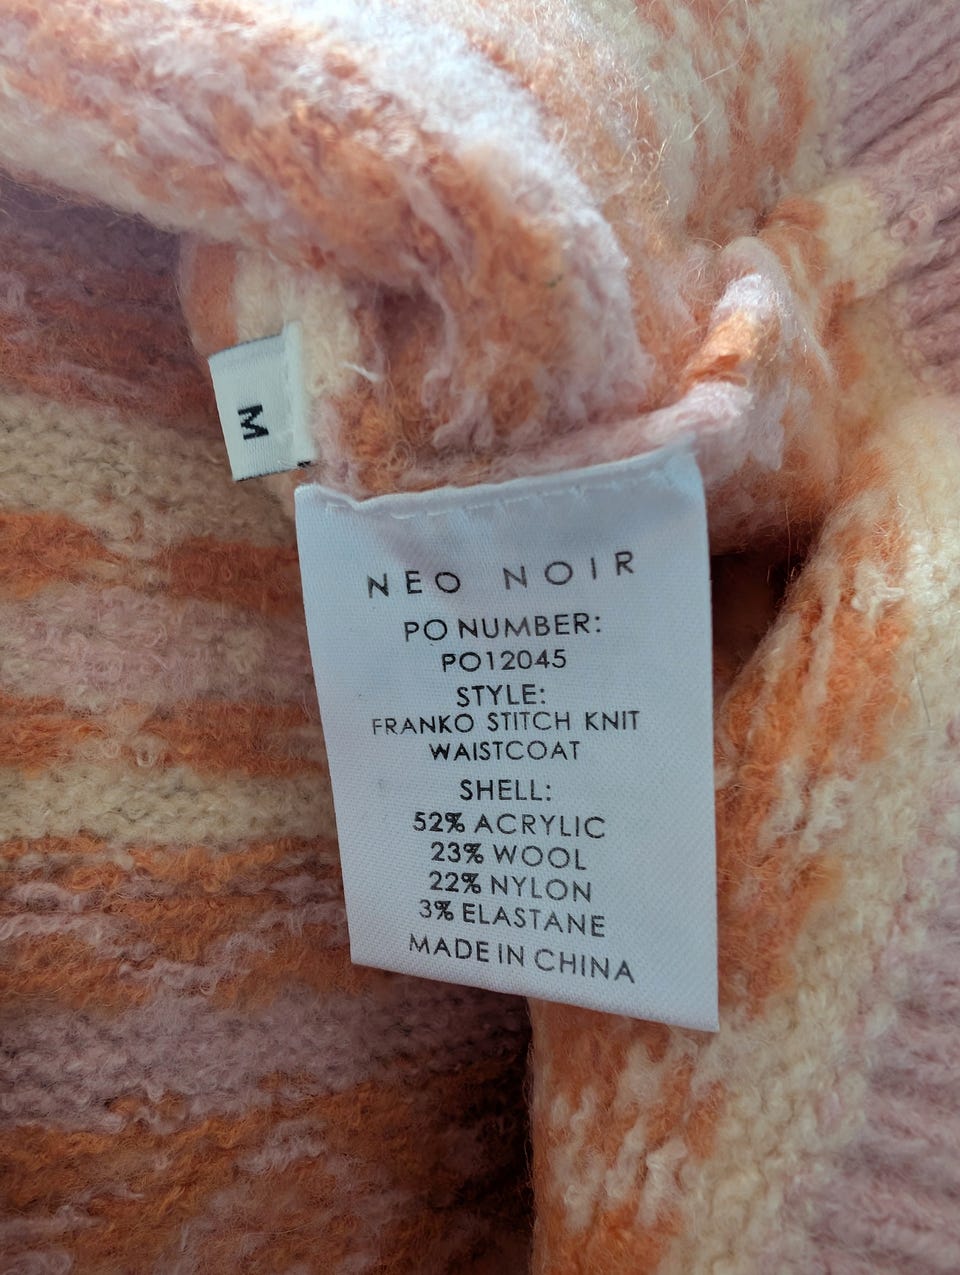 M
NEO NOIR
PO NUMBER:
PO12045
STYLE:
FRANKO STITCH KNIT
WAISTCOAT
SHELL:
52% ACRYLIC
23% WOOL
22% NYLON
3% ELASTANE
MADE IN CHINA